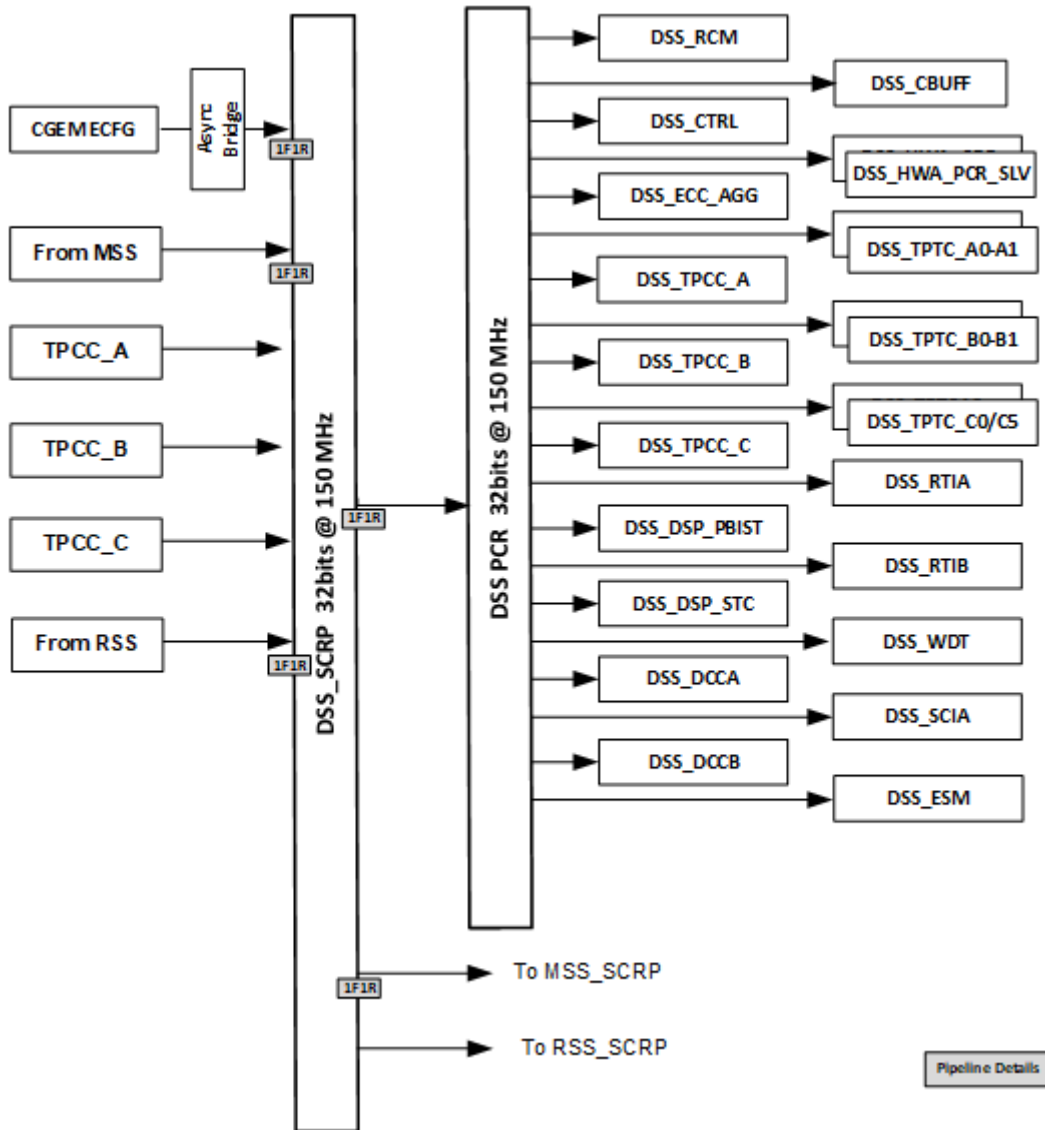 DSS_RCM
DSS_CBUFF
CGEMECFG
Async
Bridge
1F1R
DSS_CTRL
DSS_HWA_PCR_SLV
DSS_ECC_AGG
From MSS
1F1R
DSS_TPTC_A0-A1
DSS_TPCC_A
TPCC_A
DSS_TPTC_B0-B1
DSS_TPCC_B
DSS_TPTC_C0/C5
TPCC_B
DSS_TPCC_C
DSS_RTIA
1F1R
DSS_DSP_PBIST
TPCC_C
DSS_RTIB
DSS_DSP_STC
From RSS
1F1R
DSS_WDT
DSS_DCCA
DSS_SCIA
DSS_DCCB
DSS_ESM
DSS_SCRP 32bits @ 150 MHz
DSS PCR 32bits @ 150 MHz
To MSS_SCRP
1F1R
To RSS_SCRP
Pipeline Details